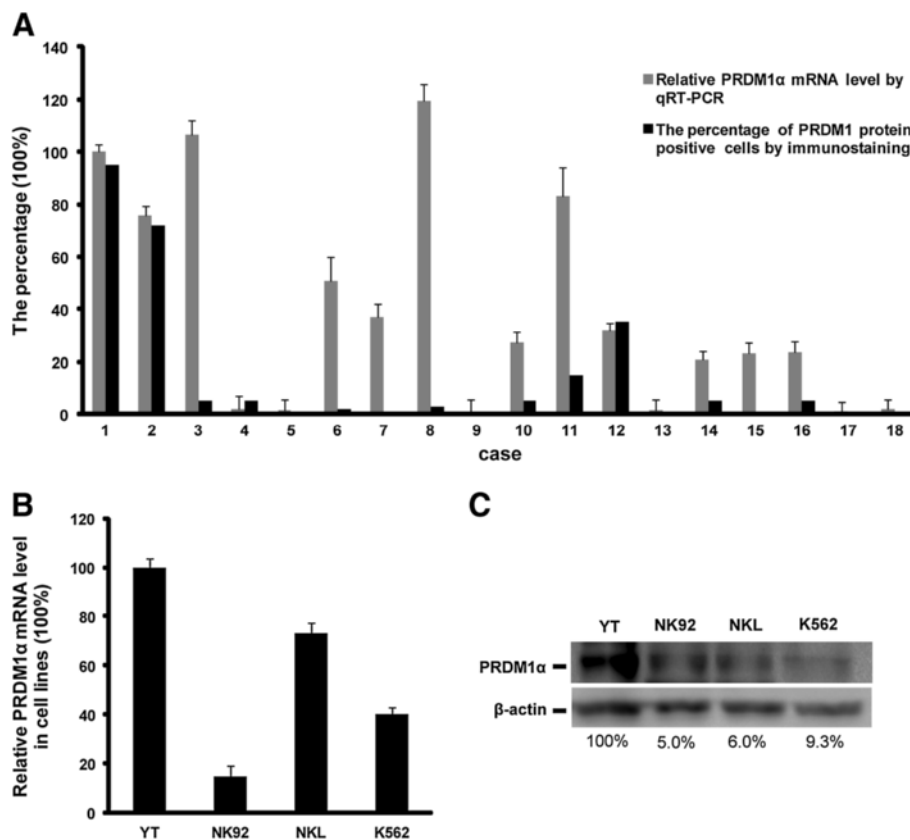 A
The percentage (100%)
140
120
100
80
60
40
20
0
Relative PRDM1α mRNA level by
qRT-PCR
The percentage of PRDM1 protein
positive cells by immunostaining
1 2 3 4 5 6 7 8 9 10 11 12 13 14 15 16 17 18
case
B
Relative PRDM1α mRNA level
in cell lines (100%)
120
100
80
60
40
20
0
YT NK92 NKL K562
C
YT NK92 NKL K562
PRDM1α
β-actin
100% 5.0% 6.0% 9.3%